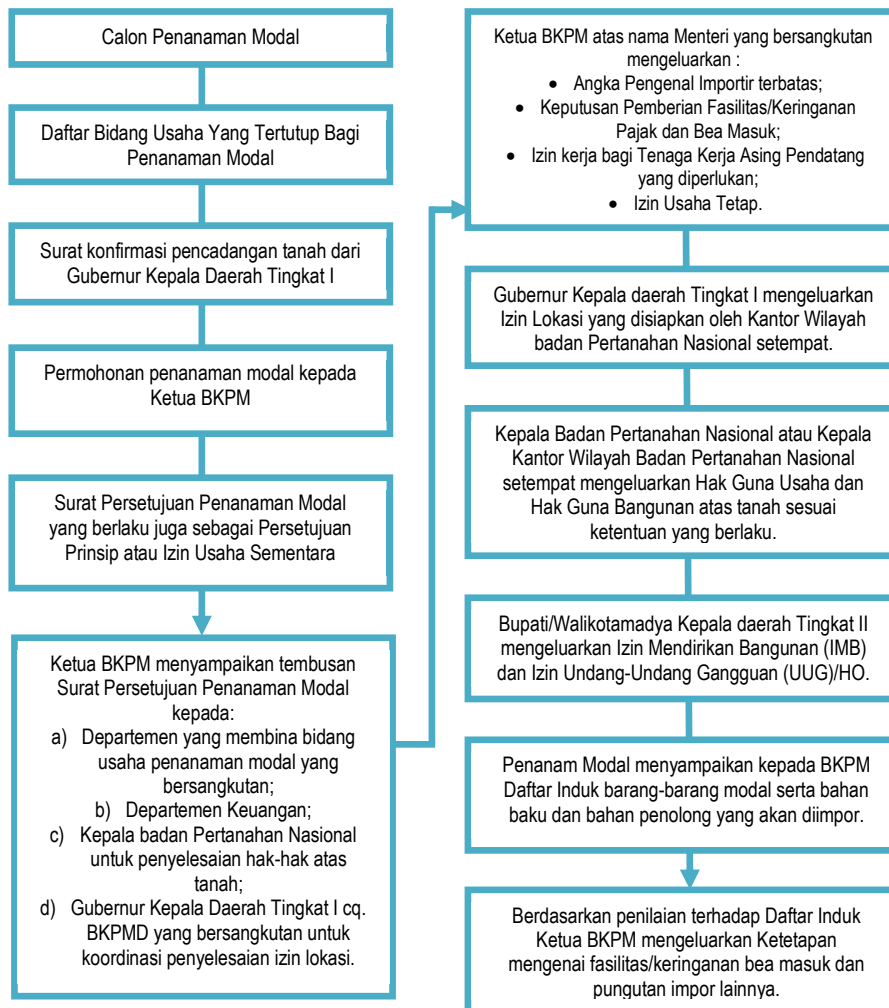 Calon Penanaman Modal
Daftar Bidang Usaha Yang Tertutup Bagi
Penanaman Modal
Surat konfirmasi pencadangan tanah dari
Gubernur Kepala Daerah Tingkat I
Permohonan penanaman modal kepada
Ketua BKPM
Surat Persetujuan Penanaman Modal
yang berlaku juga sebagai Persetujuan
Prinsip atau Izin Usaha Sementara
Ketua BKPM menyampaikan tembusan
Surat Persetujuan Penanaman Modal
kepada:
a) Departemen yang membina bidang
usaha penanaman modal yang
bersangkutan;
b) Departemen Keuangan;
c) Kepala badan Pertanahan Nasional
untuk penyelesaian hak-hak atas
tanah;
d) Gubernur Kepala Daerah Tingkat I cq.
BKPMD yang bersangkutan untuk
koordinasi penyelesaian izin lokasi.
Ketua BKPM atas nama Menteri yang bersangkutan
mengeluarkan :
• Angka Pengenal Importir terbatas;
• Keputusan Pemberian Fasilitas/Keringanan
Pajak dan Bea Masuk;
• Izin kerja bagi Tenaga Kerja Asing Pendatang
yang diperlukan;
• Izin Usaha Tetap.
Gubernur Kepala daerah Tingkat I mengeluarkan
Izin Lokasi yang disiapkan oleh Kantor Wilayah
badan Pertanahan Nasional setempat.
Kepala Badan Pertanahan Nasional atau Kepala
Kantor Wilayah Badan Pertanahan Nasional
setempat mengeluarkan Hak Guna Usaha dan
Hak Guna Bangunan atas tanah sesuai
ketentuan yang berlaku.
Bupati/Walikotamadya Kepala daerah Tingkat II
mengeluarkan Izin Mendirikan Bangunan (IMB)
dan Izin Undang-Undang Gangguan (UUG)/HO.
Penanam Modal menyampaikan kepada BKPM
Daftar Induk barang-barang modal serta bahan
baku dan bahan penolong yang akan diimpor.
Berdasarkan penilaian terhadap Daftar Induk
Ketua BKPM mengeluarkan Ketetapan
mengenai fasilitas/keringanan bea masuk dan
pungutan impor lainnya.